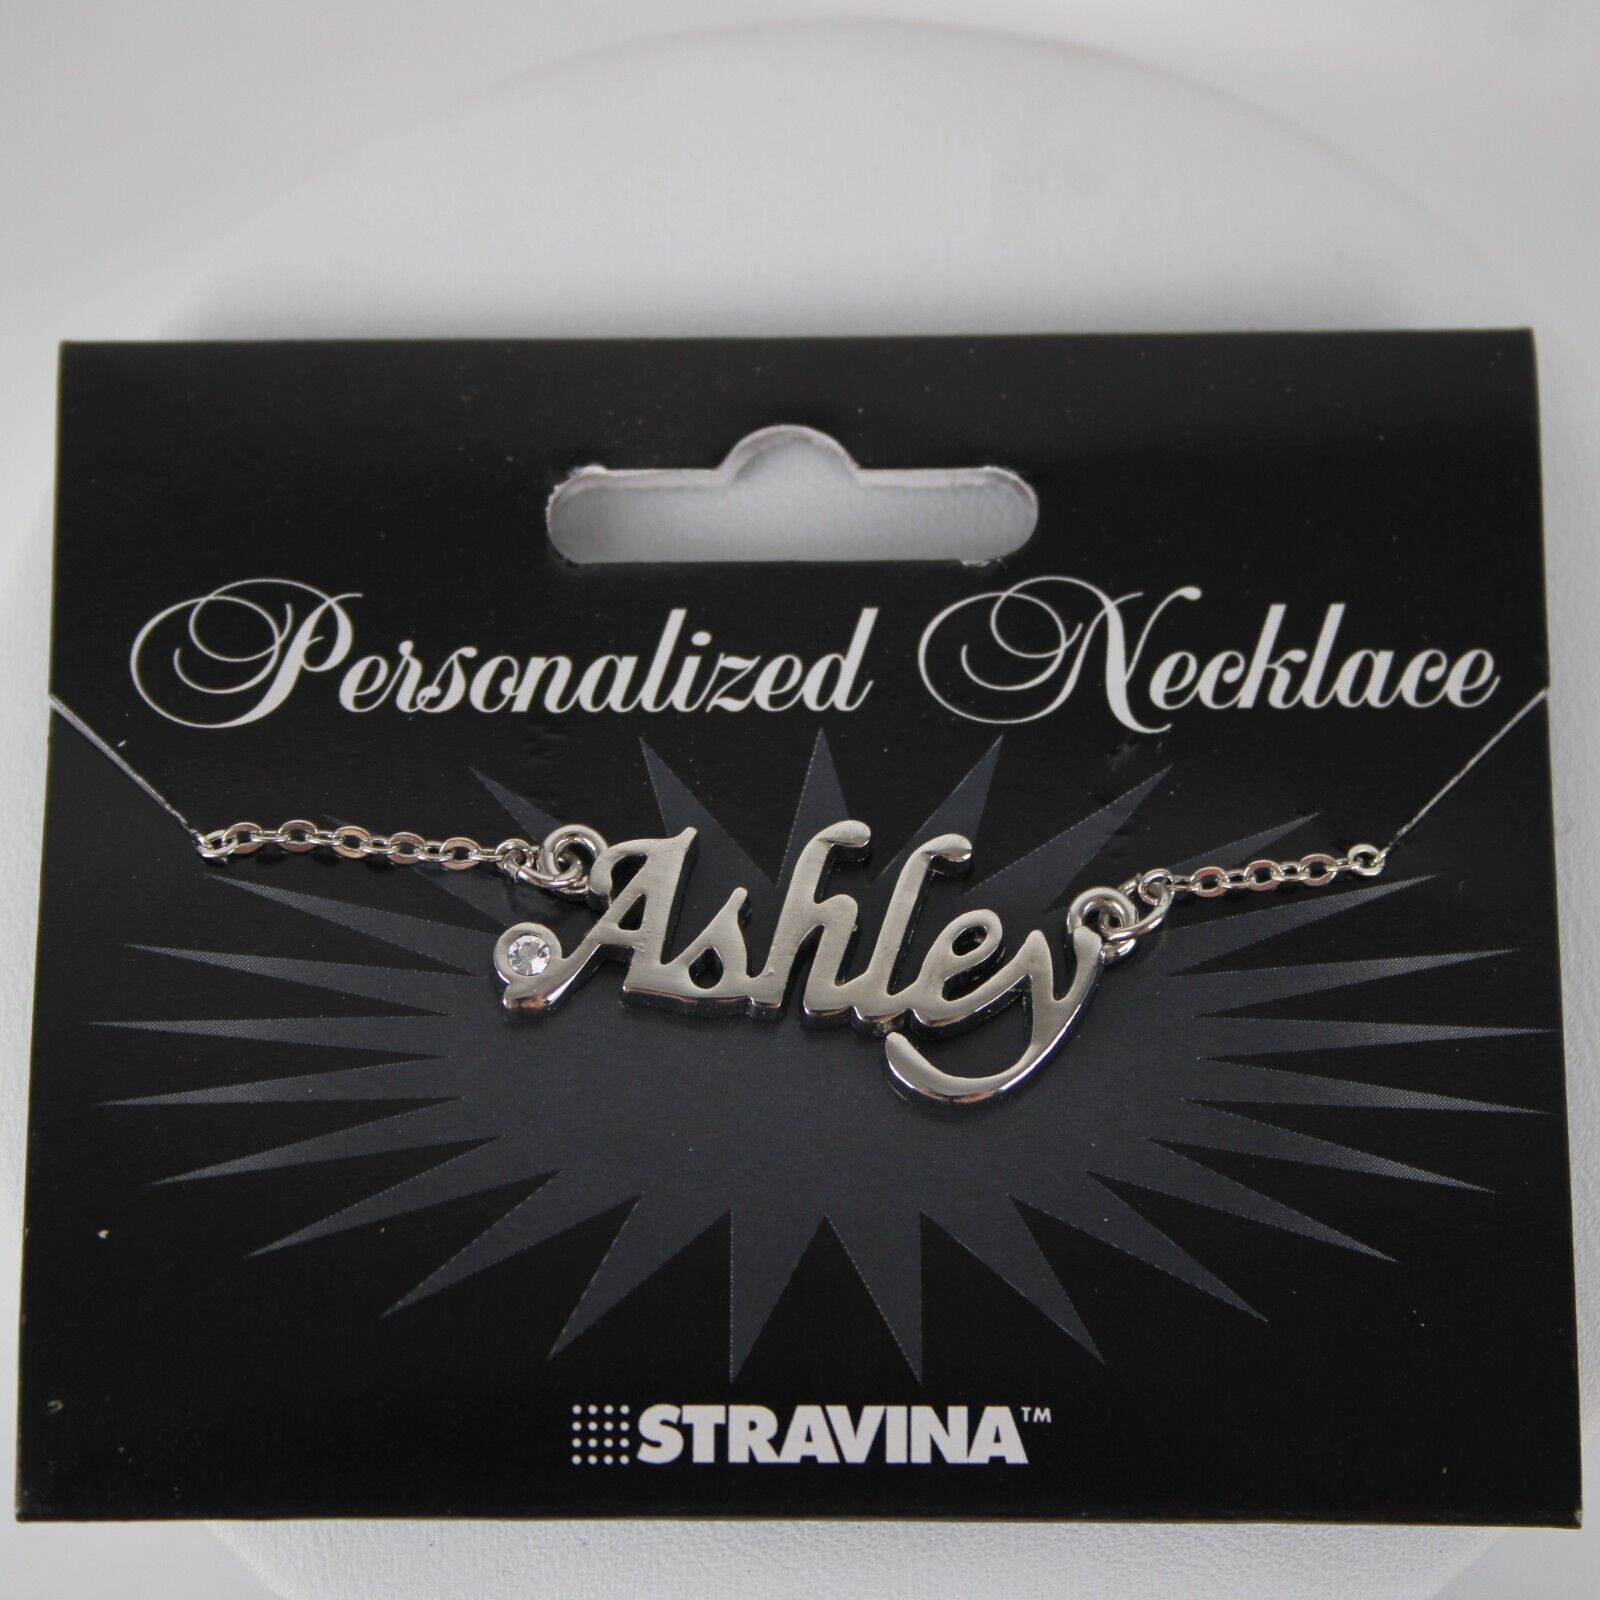 Personalized Necklace
Ashley
STRAVINA™